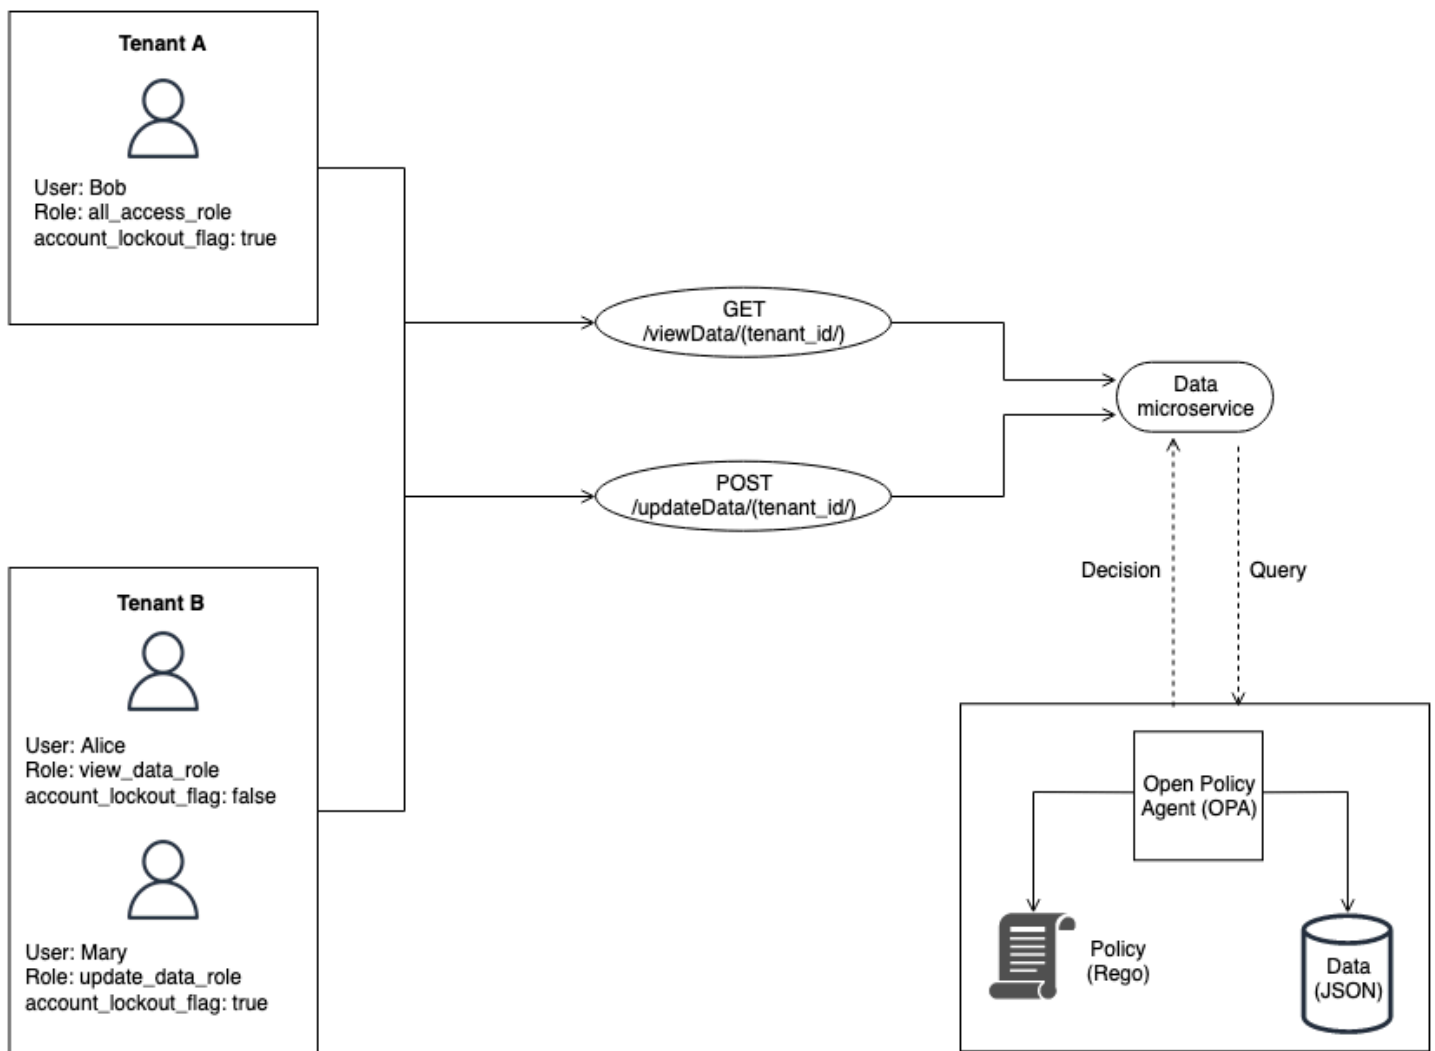 Tenant A
User: Bob
Role: all_access_role
account_lockout_flag: true
GET
/viewData/(tenant_id/)
Data
microservice
POST
/updateData/(tenant_id/)
Decision
Query
Tenant B
User: Alice
Role: view_data_role
account_lockout_flag: false
User: Mary
Role: update_data_role
account_lockout_flag: true
Open Policy
Agent (OPA)
Policy
(Rego)
Data
(JSON)